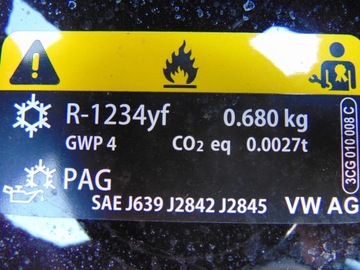 R-1234yf 0.680 kg
GWP 4 CO2 eq 0.0027t
PAG
SAE J639 J2842 J2845 VW AG
3CG 010 008 C